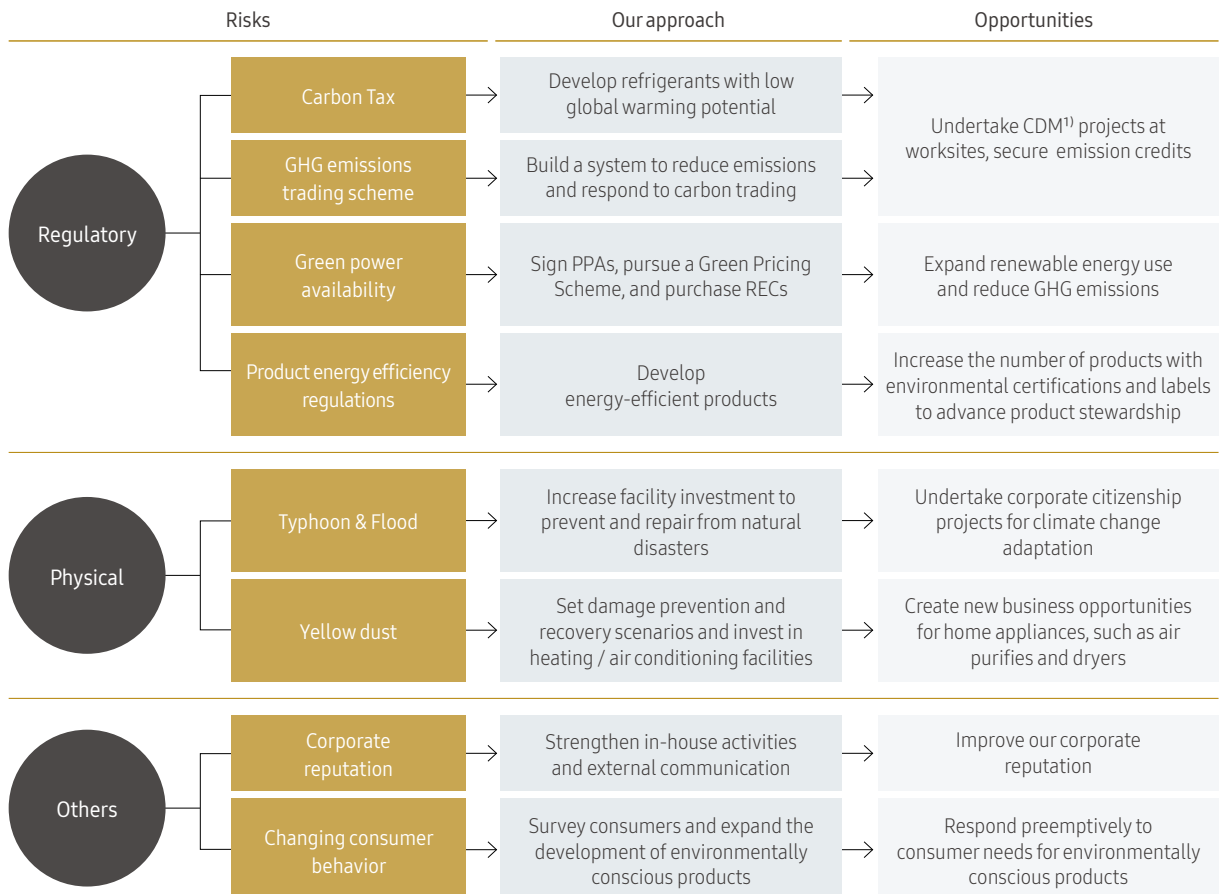 Risks
Our approach
Opportunities
Regulatory
Carbon Tax
Develop refrigerants with low
global warming potential
Undertake CDM¹⁾ projects at
worksites, secure emission credits
GHG emissions
trading scheme
Build a system to reduce emissions
and respond to carbon trading
Green power
availability
Sign PPAs, pursue a Green Pricing
Scheme, and purchase RECs
Expand renewable energy use
and reduce GHG emissions
Product energy efficiency
regulations
Develop
energy-efficient products
Increase the number of products with
environmental certifications and labels
to advance product stewardship
Physical
Typhoon & Flood
Increase facility investment to
prevent and repair from natural
disasters
Undertake corporate citizenship
projects for climate change
adaptation
Yellow dust
Set damage prevention and
recovery scenarios and invest in
heating / air conditioning facilities
Create new business opportunities
for home appliances, such as air
purifies and dryers
Others
Corporate
reputation
Strengthen in-house activities
and external communication
Improve our corporate
reputation
Changing consumer
behavior
Survey consumers and expand the
development of environmentally
conscious products
Respond preemptively to
consumer needs for environmentally
conscious products